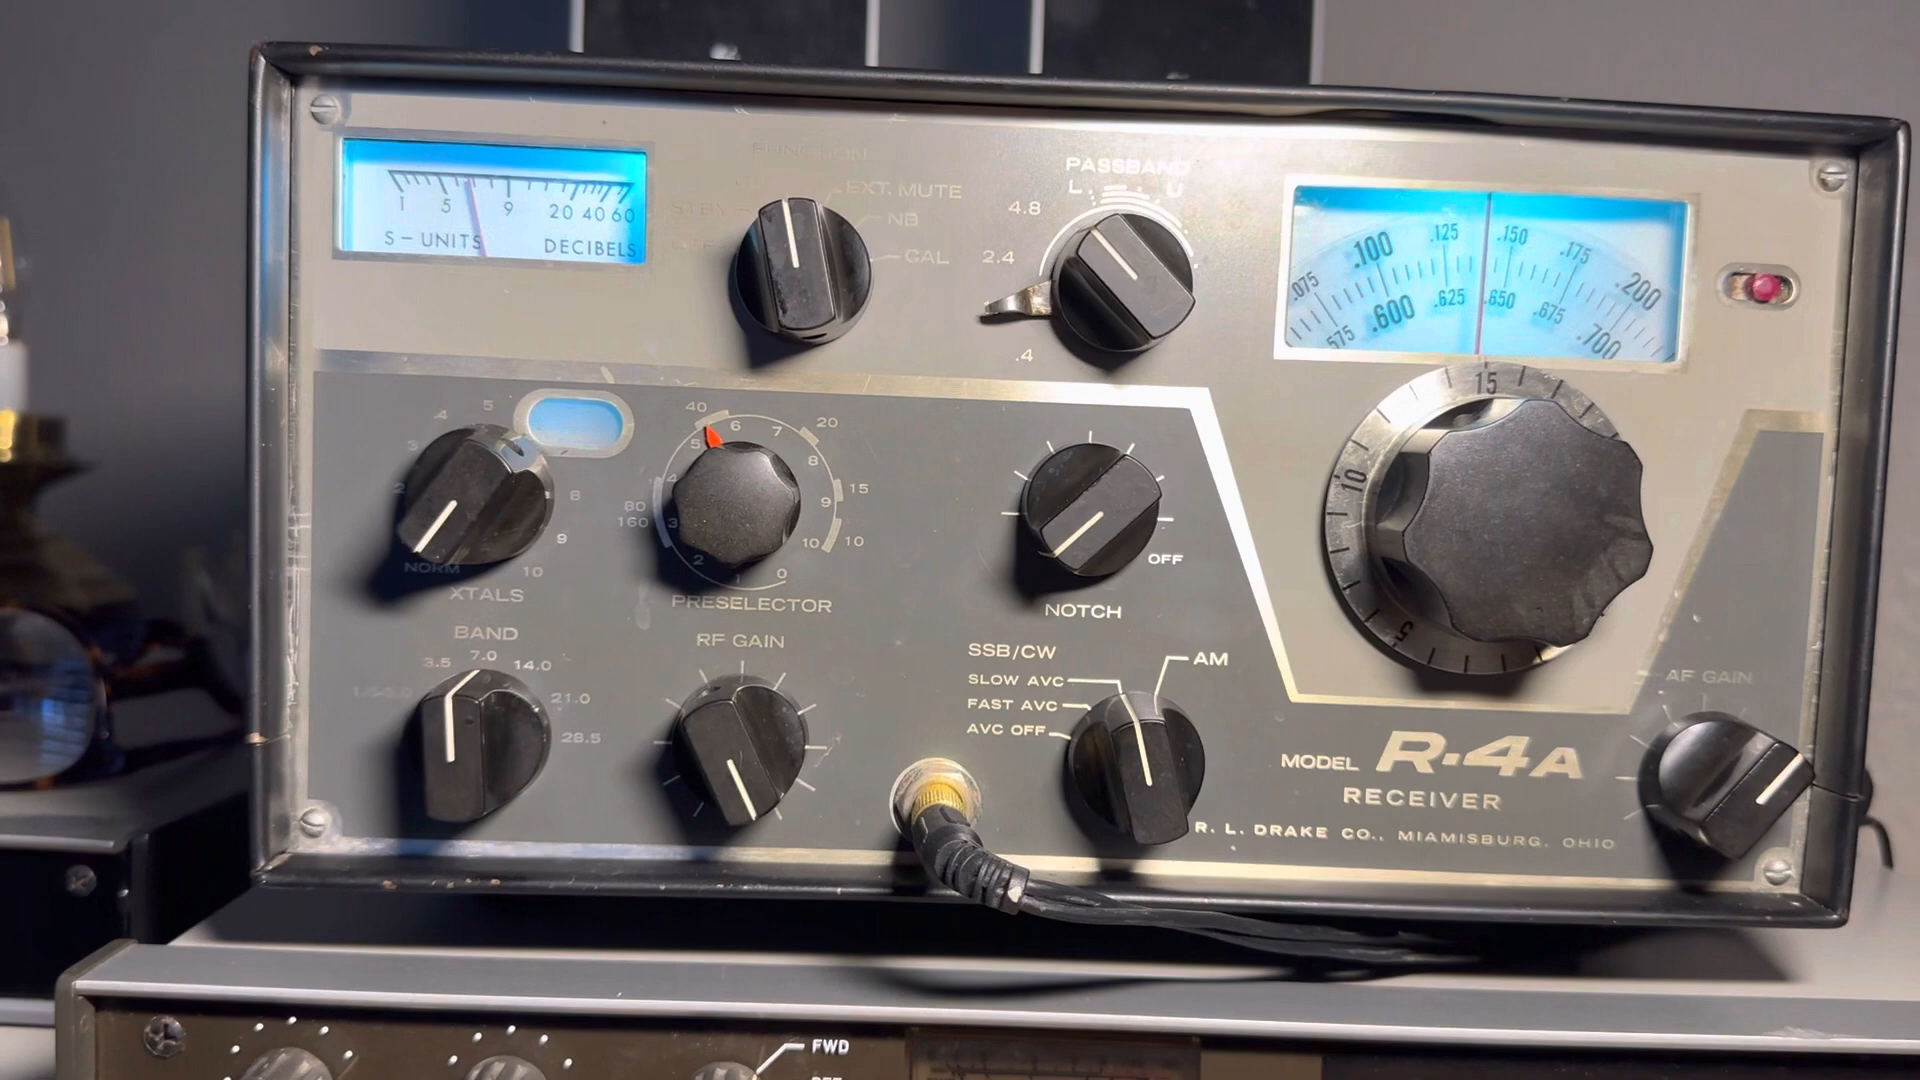 FUNCTION
EXT. MUTE
STBY
NB
CAL
PASSBAND
L U
4.8
2.4
.4
1 5 9 20 40 60
S-UNITS DECIBELS
.075 .100 .125 .150 .175 .200
.575 .600 .625 .650 .675 .700
15
10
5
2 3 4 5
8
9
10
NORM
XTALS
40
20
15
10
80
160
0 1 2 3 4 5 6 7 8 9 10
PRESELECTOR
OFF
NOTCH
BAND
3.5 7.0 14.0
21.0
28.5
RF GAIN
SSB/CW
SLOW AVC
FAST AVC
AVC OFF
AM
AF GAIN
MODEL R-4A
RECEIVER
R. L. DRAKE CO., MIAMISBURG, OHIO
FWD